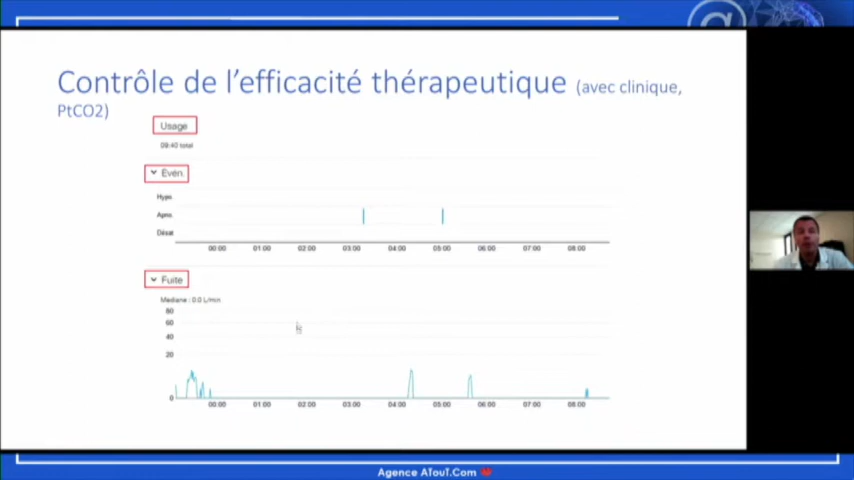 Contrôle de l'efficacité thérapeutique (avec clinique,
PtCO2)
Usage
09:40 total
Évén.
Hypo.
Apno.
Désat
00:00 01:00 02:00 03:00 04:00 05:00 06:00 07:00 08:00
Fuite
Médiane : 0.0 L/min
80
60
40
20
0
00:00 01:00 02:00 03:00 04:00 05:00 06:00 07:00 08:00
Agence ATouT.Com